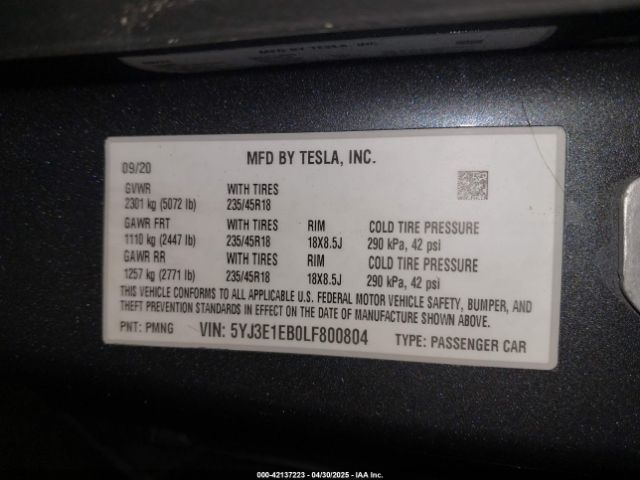 MFD BY TESLA, INC.
09/20
MFD BY TESLA, INC.
GVWR WITH TIRES
2301 kg (5072 lb) 235/45R18
GAWR FRT WITH TIRES RIM COLD TIRE PRESSURE
1110 kg (2447 lb) 235/45R18 18X8.5J 290 kPa, 42 psi
GAWR RR WITH TIRES RIM COLD TIRE PRESSURE
1257 kg (2771 lb) 235/45R18 18X8.5J 290 kPa, 42 psi
THIS VEHICLE CONFORMS TO ALL APPLICABLE U.S. FEDERAL MOTOR VEHICLE SAFETY, BUMPER, AND
THEFT PREVENTION STANDARDS IN EFFECT ON THE DATE OF MANUFACTURE SHOWN ABOVE.
PNT: PMNG VIN: 5YJ3E1EB0LF800804 TYPE: PASSENGER CAR
000-42137223 - 04/30/2025 - IAA Inc.